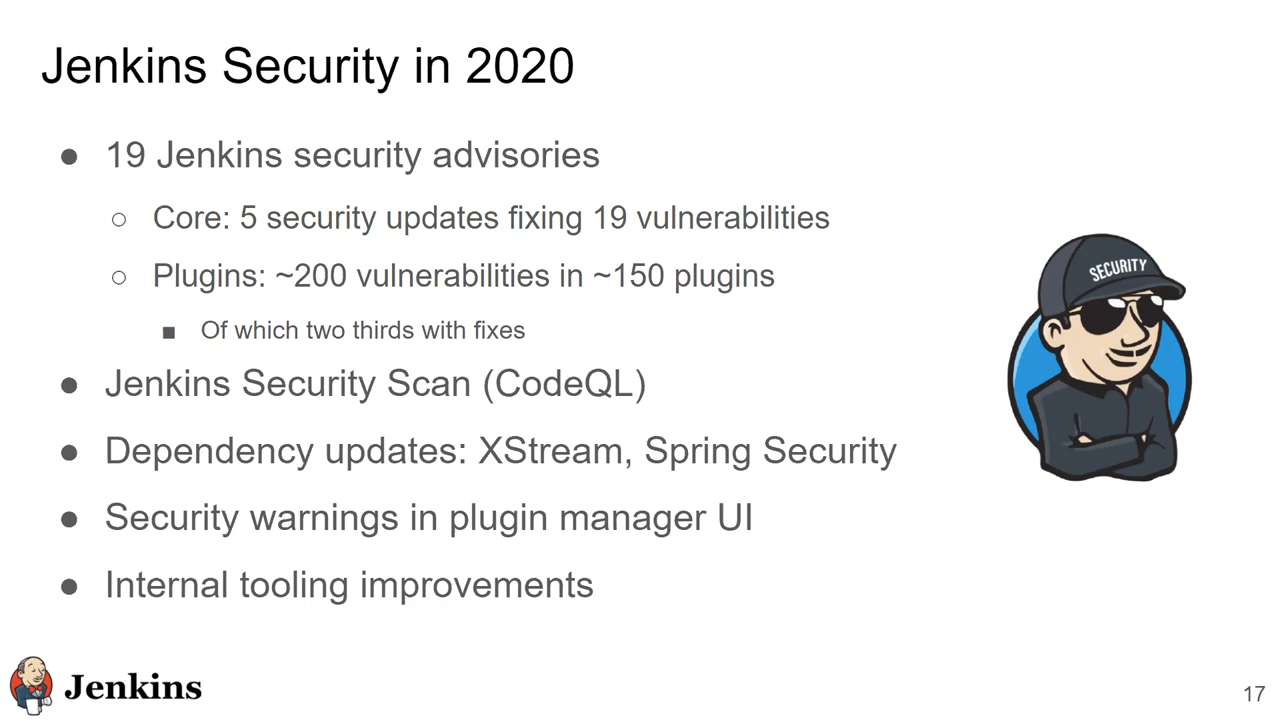 Jenkins Security in 2020
● 19 Jenkins security advisories
○ Core: 5 security updates fixing 19 vulnerabilities
○ Plugins: ~200 vulnerabilities in ~150 plugins
■ Of which two thirds with fixes
● Jenkins Security Scan (CodeQL)
● Dependency updates: XStream, Spring Security
● Security warnings in plugin manager UI
● Internal tooling improvements
SECURITY
Jenkins
17